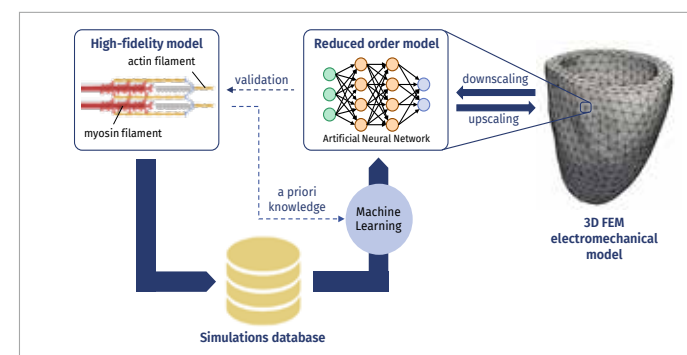 High-fidelity model
actin filament
myosin filament
validation
Reduced order model
Artificial Neural Network
downscaling
upscaling
a priori
knowledge
Machine
Learning
3D FEM
electromechanical
model
Simulations database